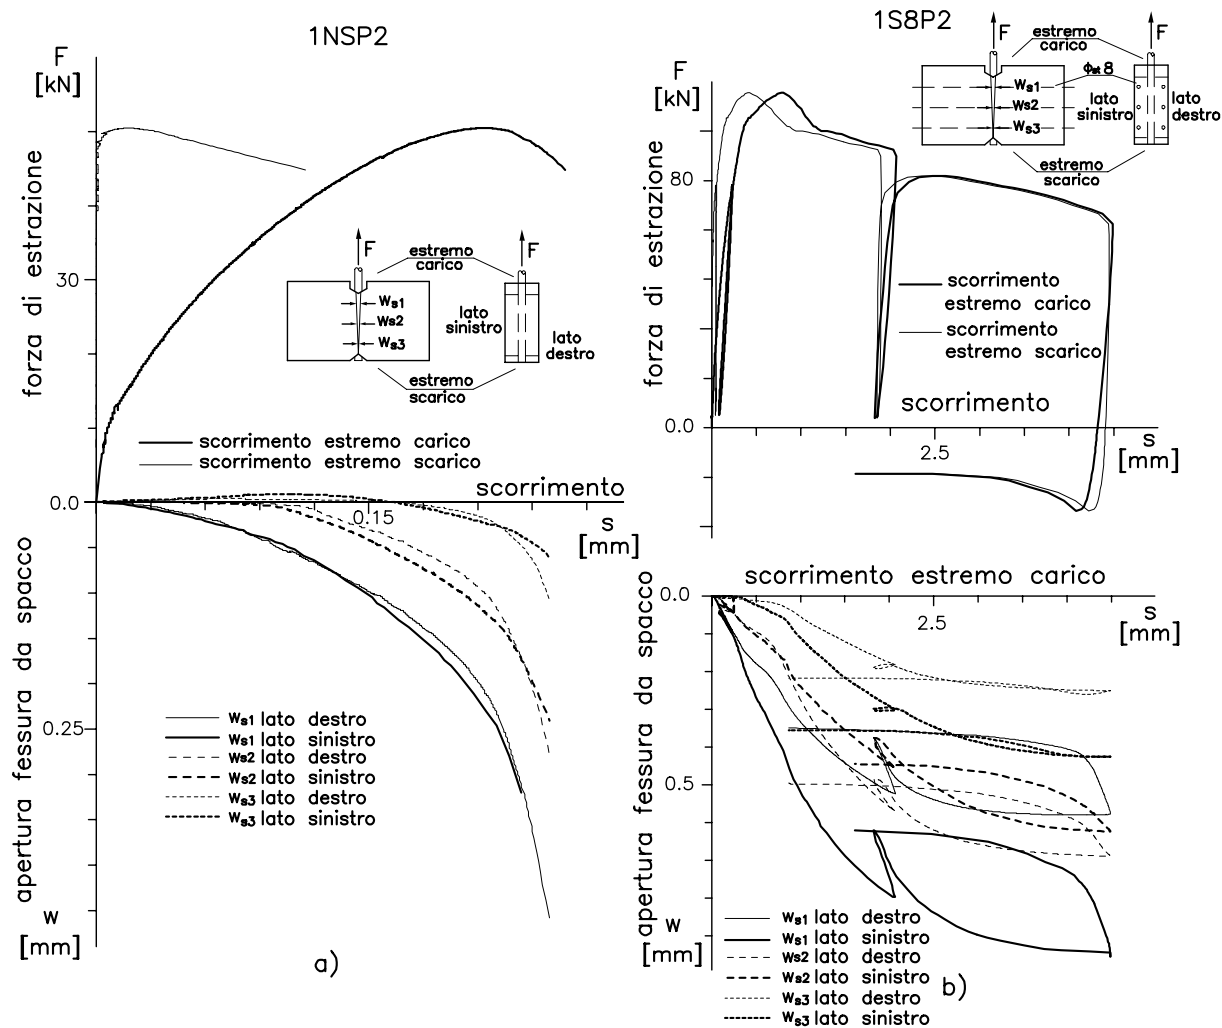 1NSP2
F
[kN]
forza di estrazione
30
F
estremo
carico
Ws1
Ws2
Ws3
lato
sinistro
lato
destro
estremo
scarico
scorrimento estremo carico
scorrimento estremo scarico
scorrimento
0.0
0.15
s
[mm]
apertura fessura da spacco
0.25
Ws1 lato destro
Ws1 lato sinistro
Ws2 lato destro
Ws2 lato sinistro
Ws3 lato destro
Ws3 lato sinistro
w
[mm]
a)
1S8P2
F
[kN]
forza di estrazione
80
F
estremo
carico
F
ϕst 8
Ws1
Ws2
Ws3
lato
sinistro
lato
destro
estremo
scarico
scorrimento
estremo carico
scorrimento
estremo scarico
scorrimento
0.0
2.5
s
[mm]
scorrimento estremo carico
0.0
2.5
s
[mm]
apertura fessura da spacco
0.5
w
[mm]
Ws1 lato destro
Ws1 lato sinistro
Ws2 lato destro
Ws2 lato sinistro
Ws3 lato destro
Ws3 lato sinistro
b)